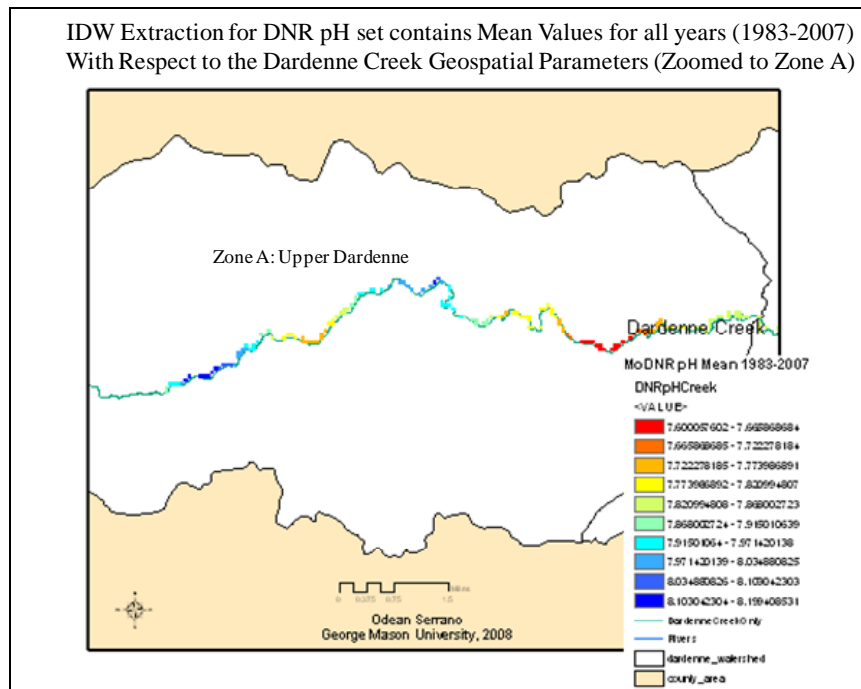 IDW Extraction for DNR pH set contains Mean Values for all years (1983-2007)
With Respect to the Dardenne Creek Geospatial Parameters (Zoomed to Zone A)
Zone A: Upper Dardenne
Dardenne Creek
MoDNR pH Mean 1983-2007
DNRpHCreek
<VALUE>
7.600057602 - 7.665868684
7.665868685 - 7.722278184
7.722278185 - 7.773986891
7.773986892 - 7.820994807
7.820994808 - 7.868002723
7.868002724 - 7.915010639
7.91501064 - 7.971420138
7.971420139 - 8.034880825
8.034880826 - 8.103042303
8.103042304 - 8.199408531
DardenneCreekOnly
Rivers
dardenne_watershed
county_area
Miles
0 0.375 0.75 1.5
Odean Serrano
George Mason University, 2008